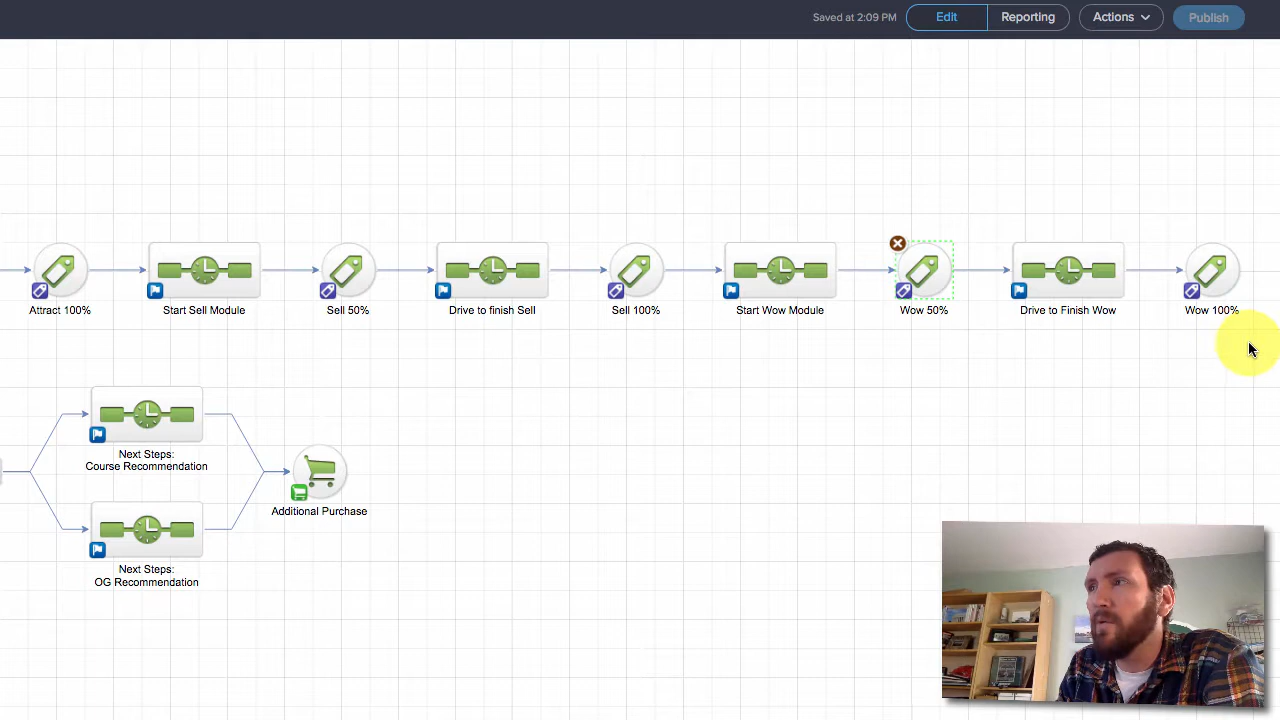 Saved at 2:09 PM
Edit
Reporting
Actions
Publish
Attract 100%
Start Sell Module
Sell 50%
Drive to finish Sell
Sell 100%
Start Wow Module
Wow 50%
Drive to Finish Wow
Wow 100%
Next Steps:
Course Recommendation
Additional Purchase
Next Steps:
OG Recommendation